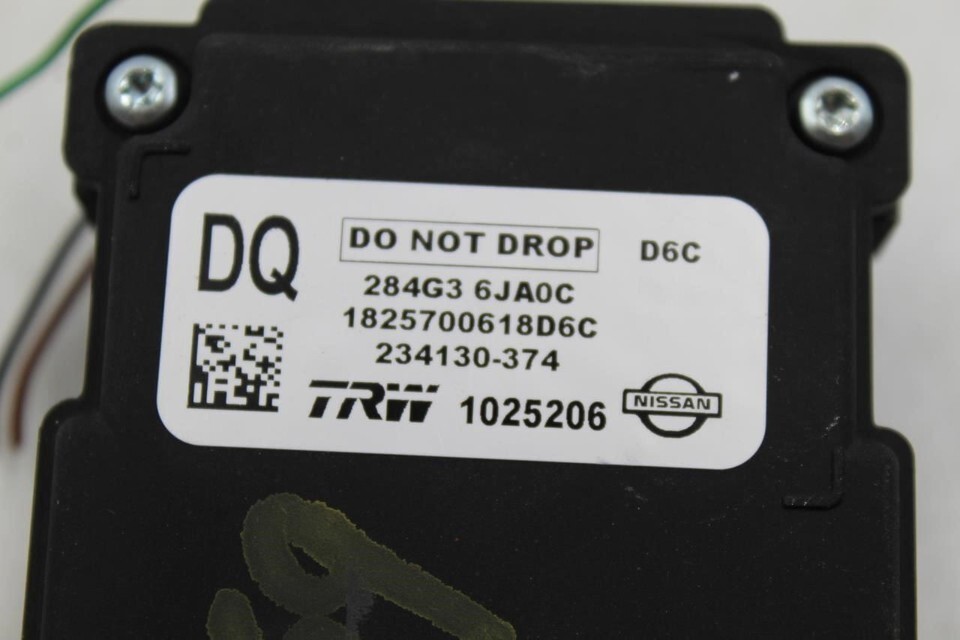 DQ
DO NOT DROP
D6C
284G3 6JA0C
1825700618D6C
234130-374
TRW
1025206
NISSAN